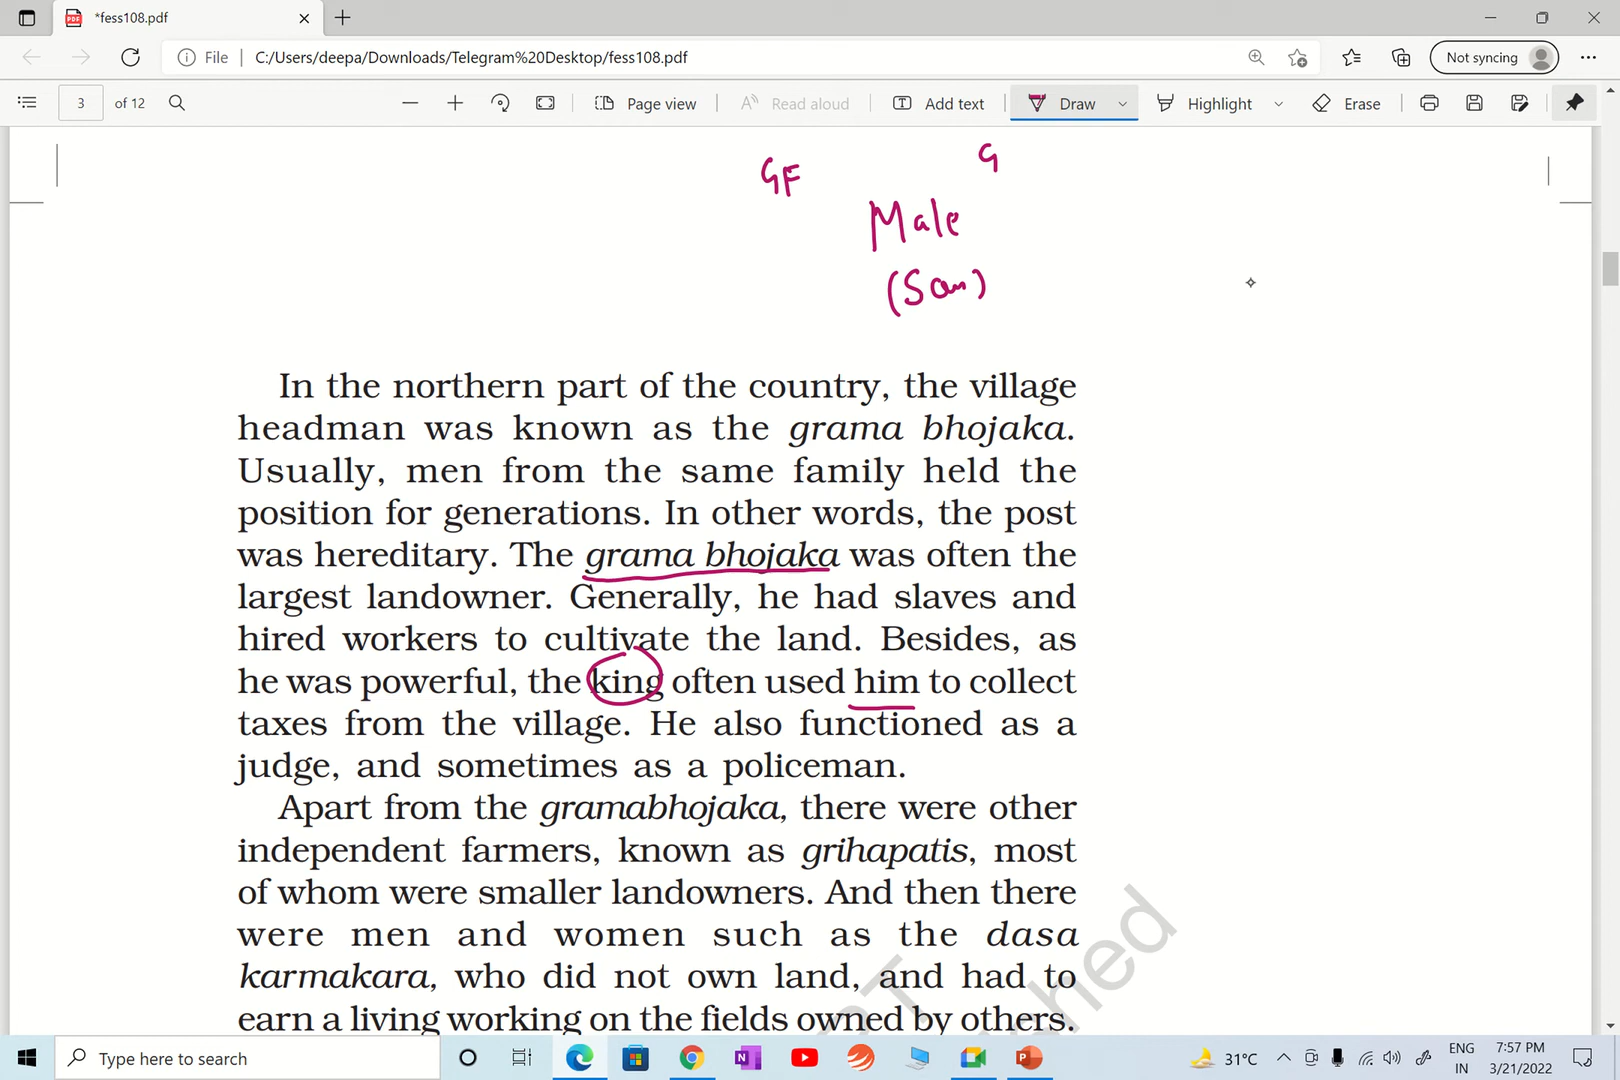 *fess108.pdf
File C:/Users/deepa/Downloads/Telegram%20Desktop/fess108.pdf Not syncing
3 of 12 Page view Read aloud Add text Draw Highlight Erase
GF G
Male
(Son)
In the northern part of the country, the village
headman was known as the grama bhojaka.
Usually, men from the same family held the
position for generations. In other words, the post
was hereditary. The grama bhojaka was often the
largest landowner. Generally, he had slaves and
hired workers to cultivate the land. Besides, as
he was powerful, the king often used him to collect
taxes from the village. He also functioned as a
judge, and sometimes as a policeman.
Apart from the gramabhojaka, there were other
independent farmers, known as grihapatis, most
of whom were smaller landowners. And then there
were men and women such as the dasa
karmakara, who did not own land, and had to
earn a living working on the fields owned by others.
Type here to search 31°C ENG 7:57 PM
IN 3/21/2022